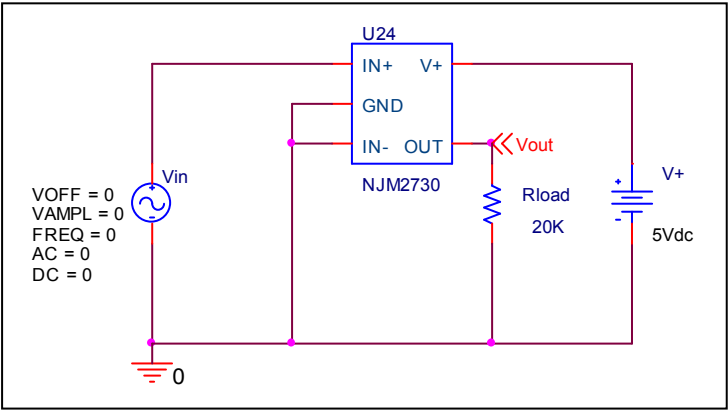 U24
IN+ V+
GND
IN- OUT
Vout
NJM2730
Vin
VOFF = 0
VAMPL = 0
FREQ = 0
AC = 0
DC = 0
Rload
20K
V+
5Vdc
0